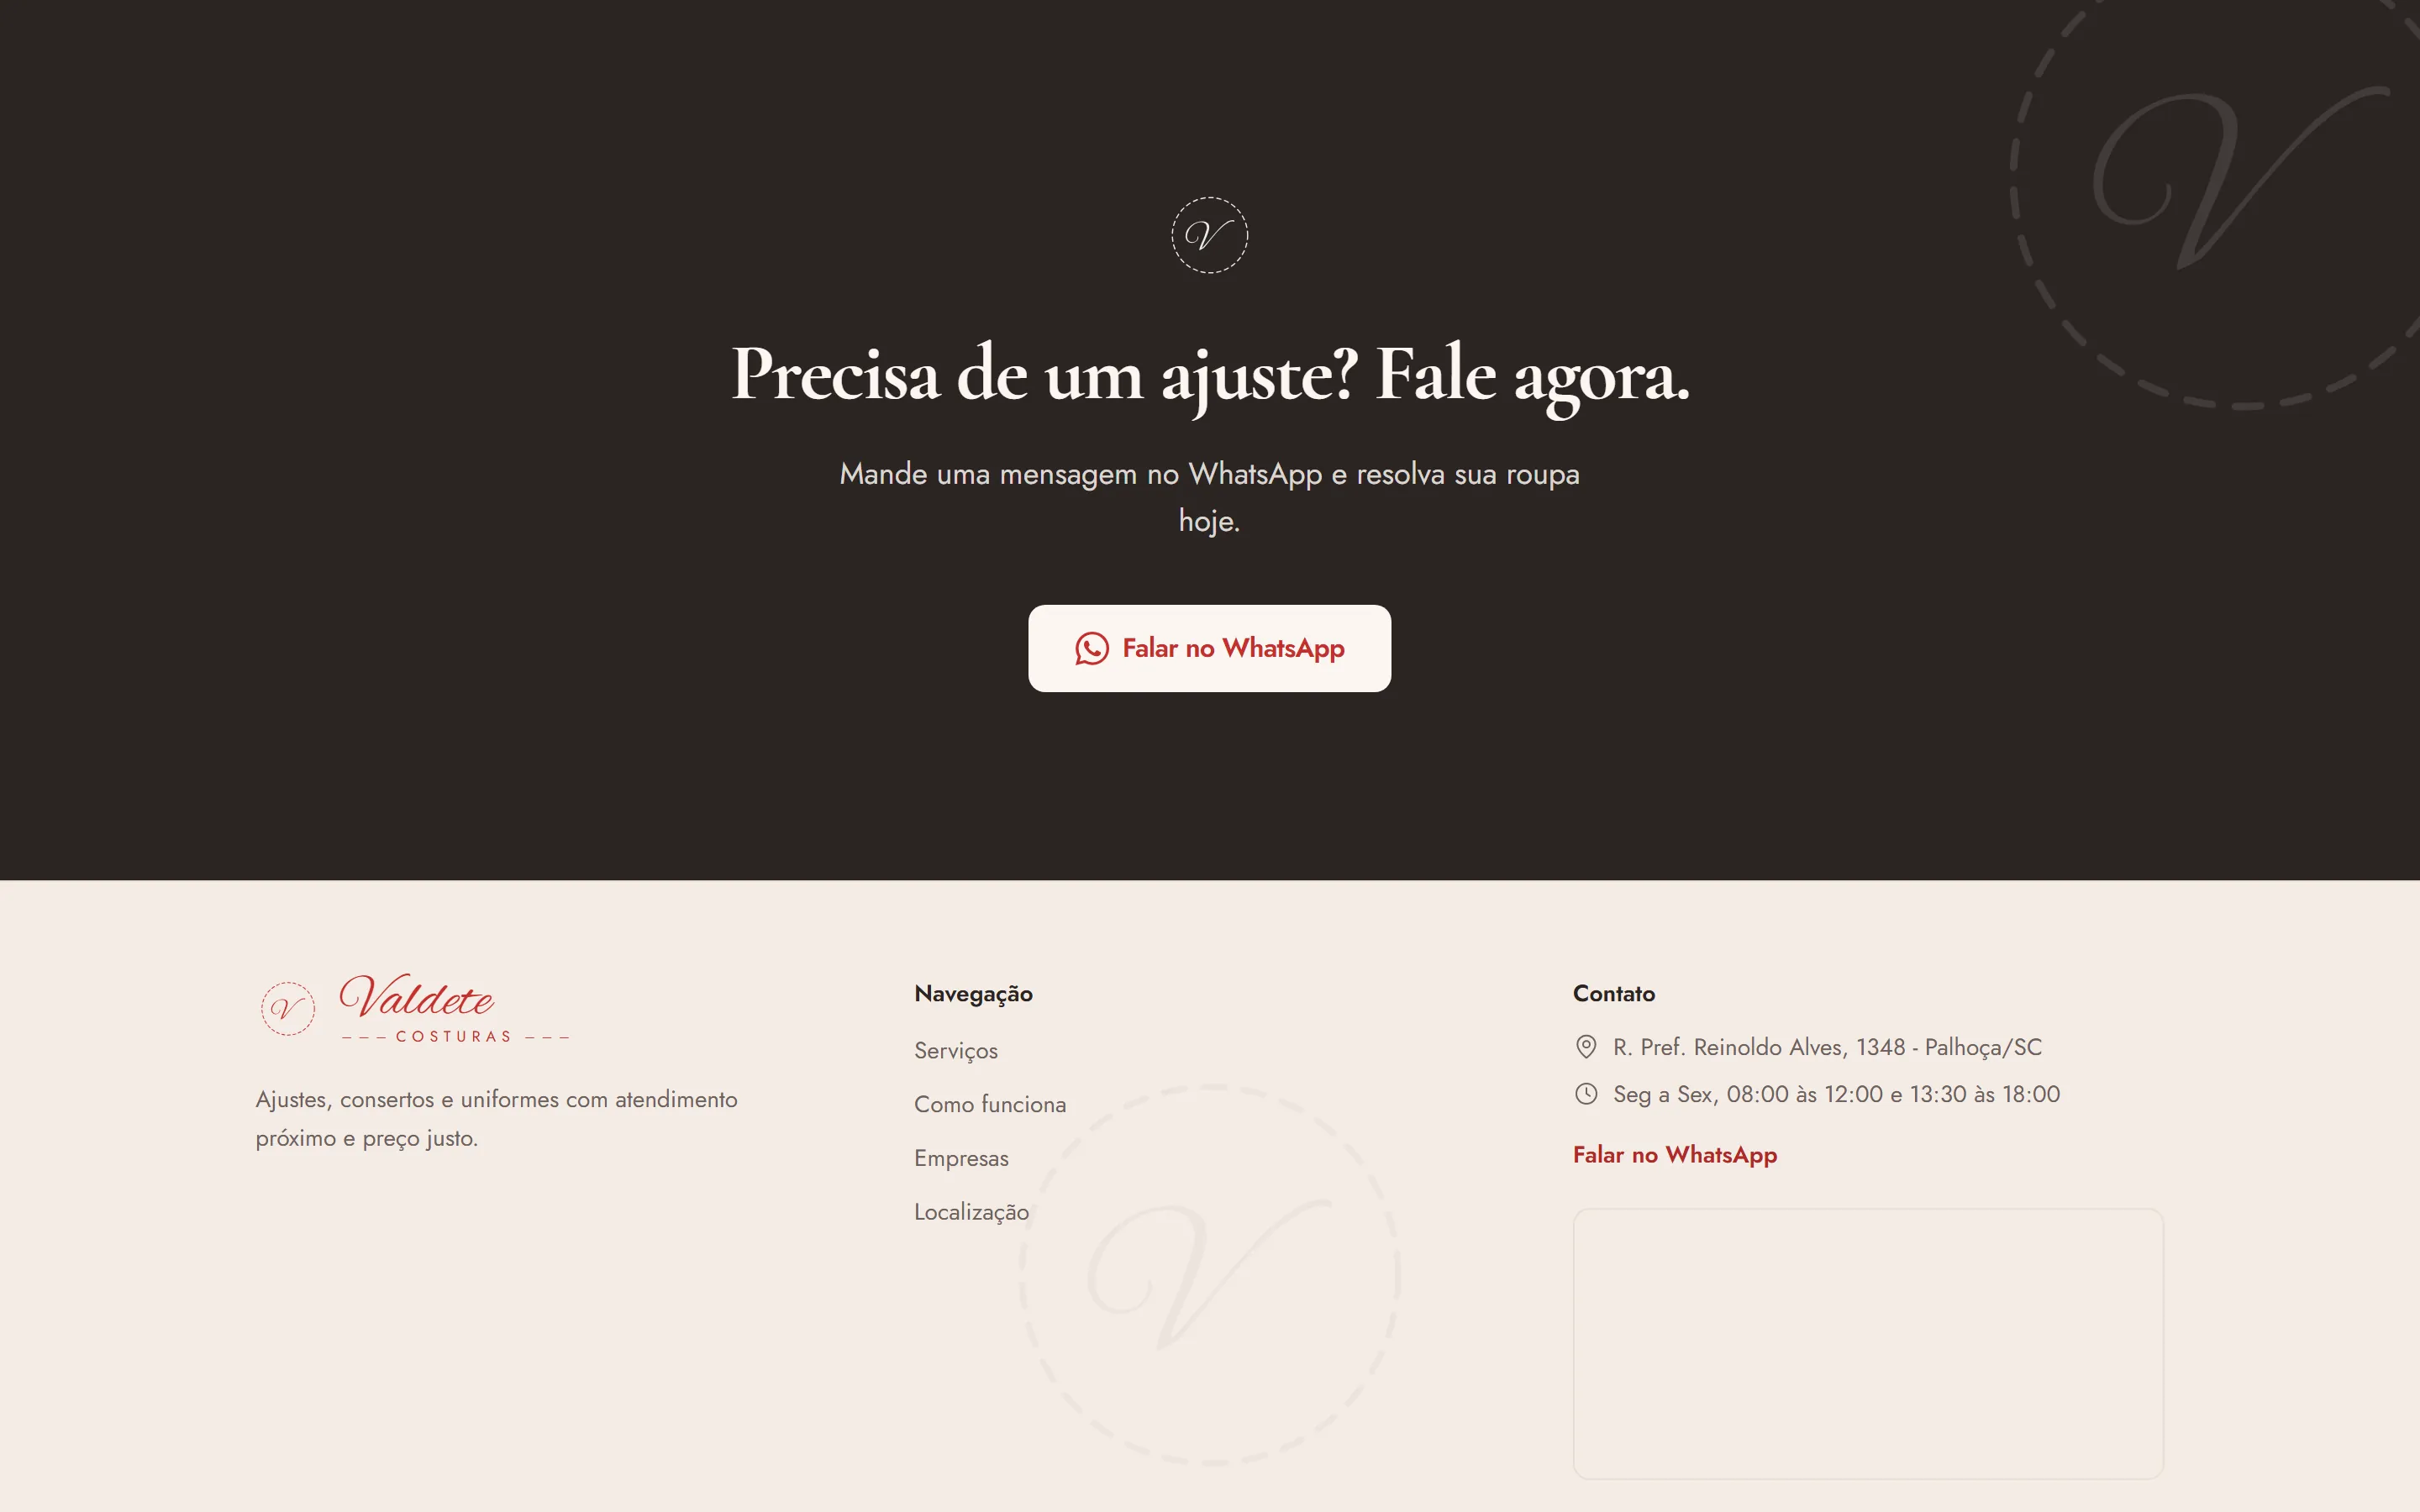 V
V
Precisa de um ajuste? Fale agora.
Mande uma mensagem no WhatsApp e resolva sua roupa
hoje.
Falar no WhatsApp
V
Valdete
COSTURAS
Ajustes, consertos e uniformes com atendimento
próximo e preço justo.
Navegação
Serviços
Como funciona
Empresas
Localização
V
Contato
R. Pref. Reinoldo Alves, 1348 - Palhoça/SC
Seg a Sex, 08:00 às 12:00 e 13:30 às 18:00
Falar no WhatsApp